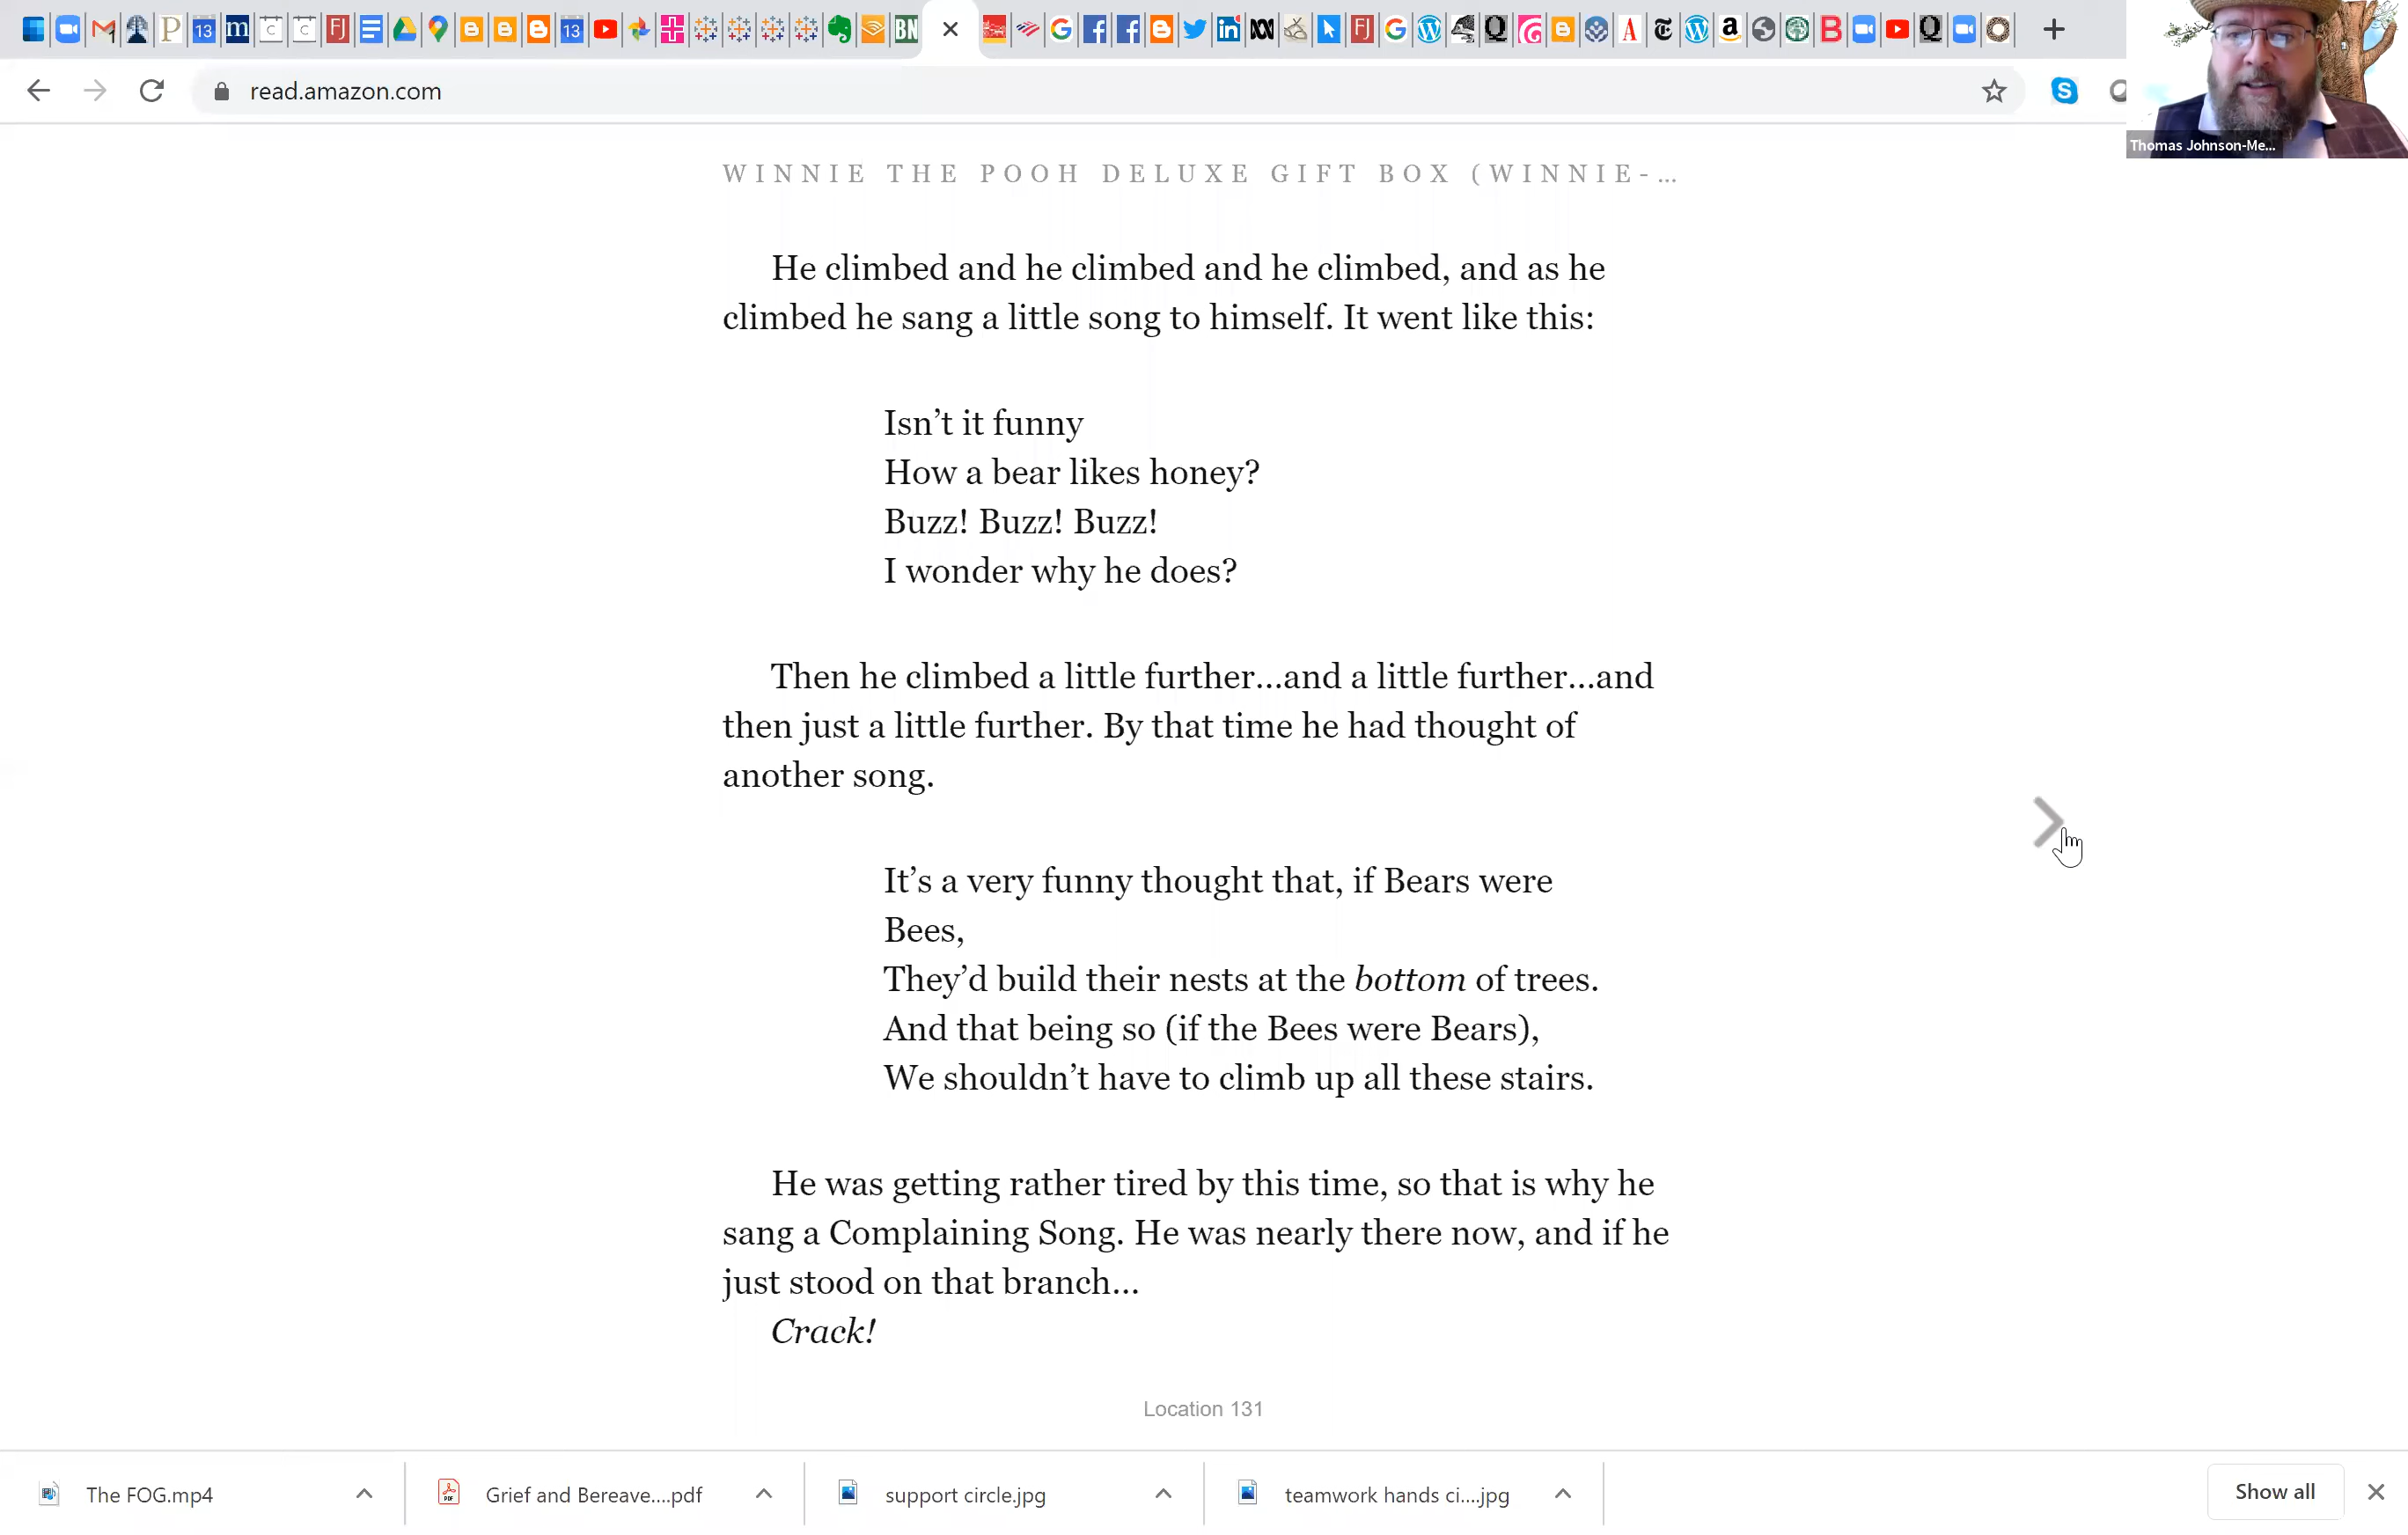 read.amazon.com
Thomas Johnson-Me...
WINNIE THE POOH DELUXE GIFT BOX (WINNIE-...
He climbed and he climbed and he climbed, and as he
climbed he sang a little song to himself. It went like this:
Isn’t it funny
How a bear likes honey?
Buzz! Buzz! Buzz!
I wonder why he does?
Then he climbed a little further…and a little further…and
then just a little further. By that time he had thought of
another song.
It’s a very funny thought that, if Bears were
Bees,
They’d build their nests at the bottom of trees.
And that being so (if the Bees were Bears),
We shouldn’t have to climb up all these stairs.
He was getting rather tired by this time, so that is why he
sang a Complaining Song. He was nearly there now, and if he
just stood on that branch…
Crack!
Location 131
The FOG.mp4
Grief and Bereave....pdf
support circle.jpg
teamwork hands ci....jpg
Show all